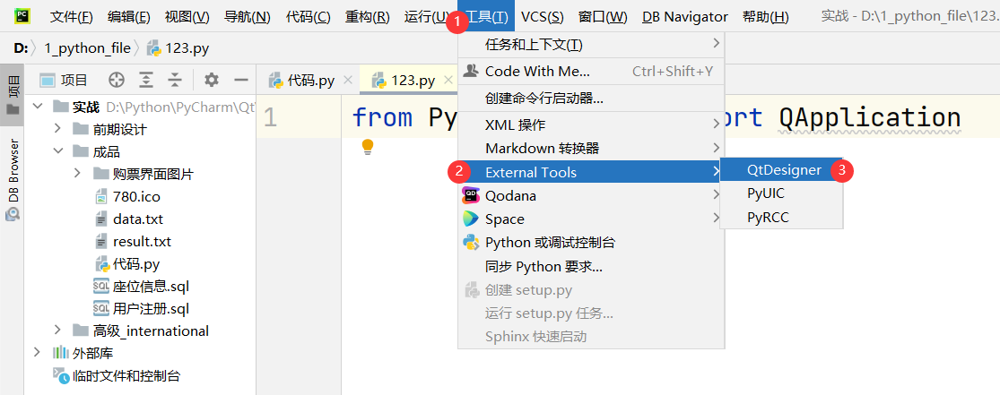 PC 文件(F) 编辑(E) 视图(V) 导航(N) 代码(C) 重构(R) 运行(U) 1 工具(T) VCS(S) 窗口(W) DB Navigator 帮助(H) 实战 - D:\1_python_file\123.
D: 1_python_file 123.py
项目
DB Browser
项目
代码.py 123.py
实战 D:\Python\PyCharm\Qt
前期设计
成品
购票界面图片
780.ico
data.txt
result.txt
代码.py
SQL 座位信息.sql
SQL 用户注册.sql
高级_international
外部库
临时文件和控制台
1 from Py rt QApplication
任务和上下文(T)
Code With Me... Ctrl+Shift+Y
创建命令行启动器...
XML 操作
Markdown 转换器
2 External Tools
QD Qodana
Space
Python 或调试控制台
同步 Python 要求...
创建 setup.py
运行 setup.py 任务...
Sphinx 快速启动
QtDesigner 3
PyUIC
PyRCC